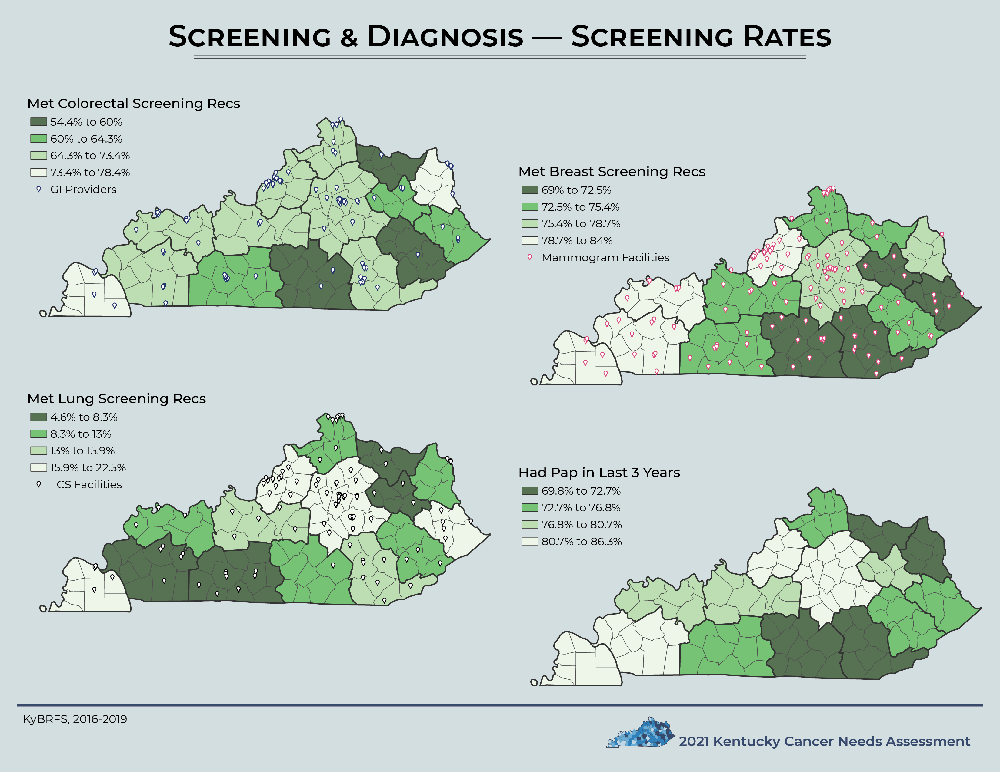 SCREENING & DIAGNOSIS — SCREENING RATES
Met Colorectal Screening Recs
54.4% to 60%
60% to 64.3%
64.3% to 73.4%
73.4% to 78.4%
GI Providers
Met Breast Screening Recs
69% to 72.5%
72.5% to 75.4%
75.4% to 78.7%
78.7% to 84%
Mammogram Facilities
Met Lung Screening Recs
4.6% to 8.3%
8.3% to 13%
13% to 15.9%
15.9% to 22.5%
LCS Facilities
Had Pap in Last 3 Years
69.8% to 72.7%
72.7% to 76.8%
76.8% to 80.7%
80.7% to 86.3%
KyBRFS, 2016-2019
2021 Kentucky Cancer Needs Assessment